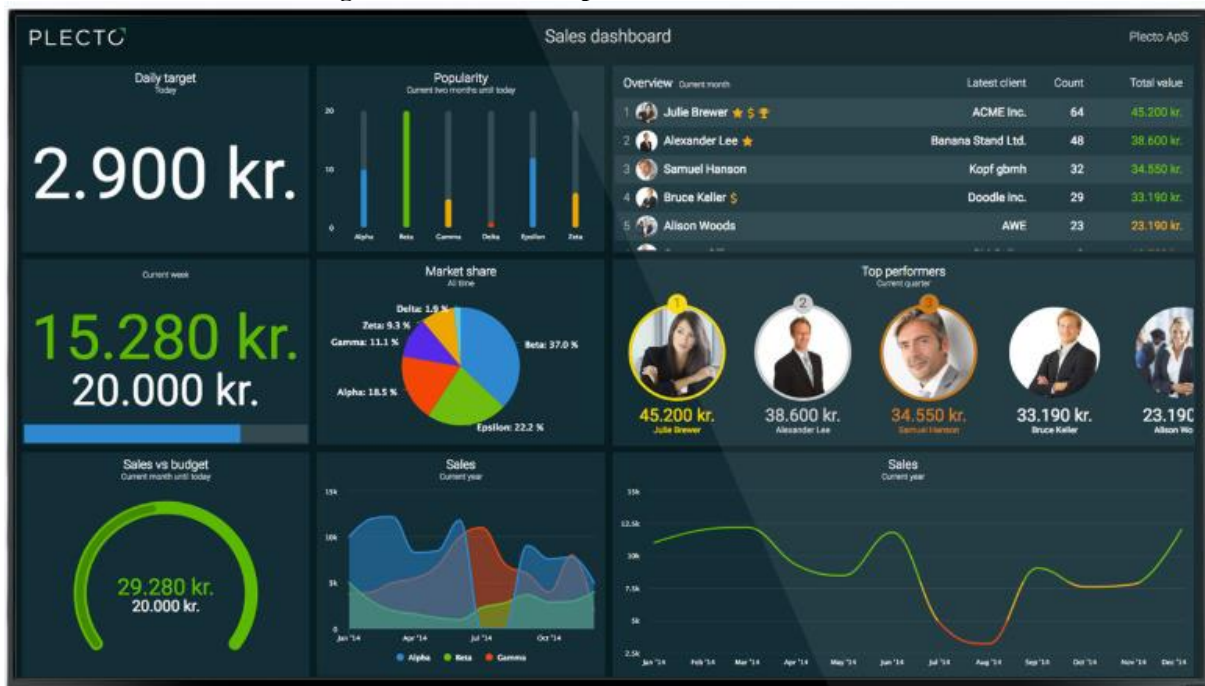 PLECTO
Sales dashboard
Plecto ApS
Daily target
Today
2.900 kr.
Popularity
Current two months until today
20
10
0
Alpha Beta Gamma Delta Epsilon Zeta
Overview Current month Latest client Count Total value
1 Julie Brewer ACME Inc. 64 45.200 kr.
2 Alexander Lee Banana Stand Ltd. 48 38.600 kr.
3 Samuel Hanson Kopf gbmh 32 34.550 kr.
4 Bruce Keller Doodle inc. 29 33.190 kr.
5 Alison Woods AWE 23 23.190 kr.
Current week
15.280 kr.
20.000 kr.
Market share
All time
Delta: 1.9 %
Zeta: 9.3 %
Gamma: 11.1 %
Beta: 37.0 %
Alpha: 18.5 %
Epsilon: 22.2 %
Top performers
Current quarter
1 2 3
45.200 kr. 38.600 kr. 34.550 kr. 33.190 kr. 23.190
Julie Brewer Alexander Lee Samuel Hanson Bruce Keller Alison Wo
Sales vs budget
Current month until today
29.280 kr.
20.000 kr.
Sales
Current year
15k
10k
5k
0
Jan '14 Apr '14 Jul '14 Oct '14
Alpha Beta Gamma
Sales
Current year
15k
12.5k
10k
7.5k
5k
2.5k
Jan '14 Feb '14 Mar '14 Apr '14 May '14 Jun '14 Jul '14 Aug '14 Sep '14 Oct '14 Nov '14 Dec '14